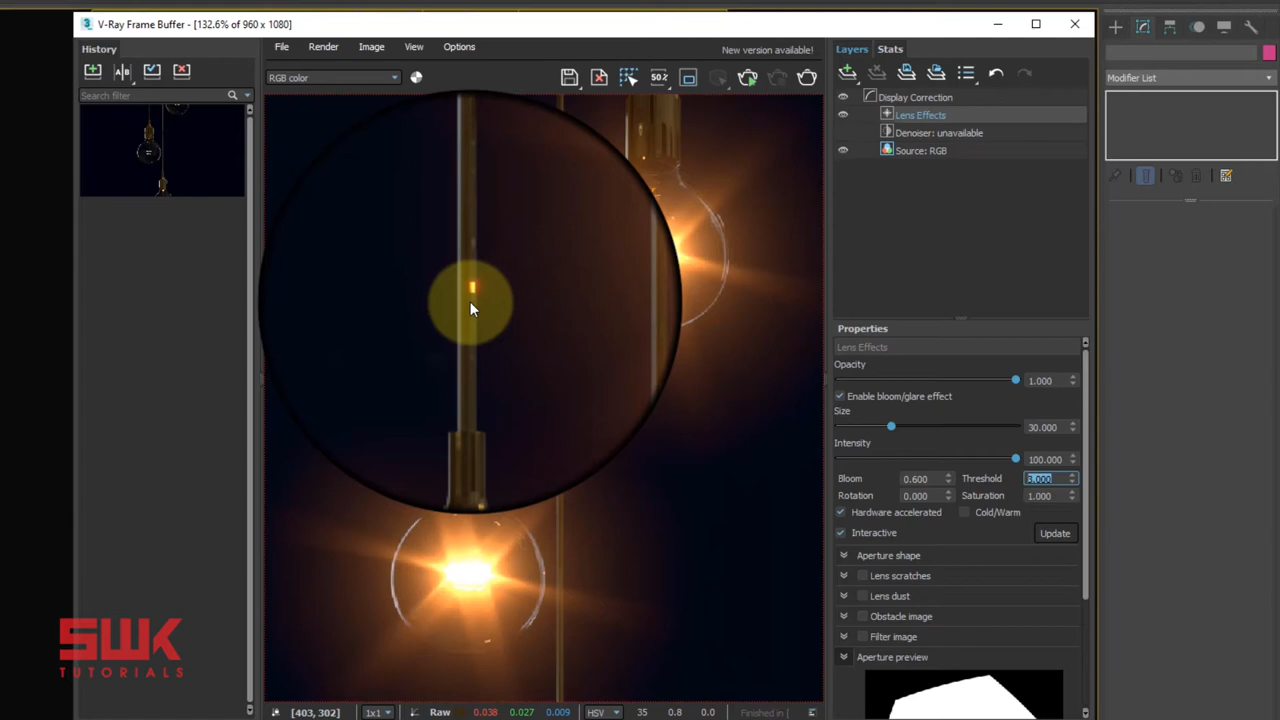 V-Ray Frame Buffer - [132.6% of 960 x 1080]
History
File Render Image View Options
New version available!
Layers Stats
RGB color
50%
Search filter
Modifier List
Display Correction
Lens Effects
Denoiser: unavailable
Source: RGB
Properties
Lens Effects
Opacity
1.000
Enable bloom/glare effect
Size
30.000
Intensity
100.000
Bloom 0.600 Threshold 3.000
Rotation 0.000 Saturation 1.000
Hardware accelerated Cold/Warm
Interactive Update
Aperture shape
Lens scratches
Lens dust
Obstacle image
Filter image
Aperture preview
SWK
TUTORIALS
[403, 302] 1x1 Raw 0.038 0.027 0.009 HSV 35 0.8 0.0 Finished in [